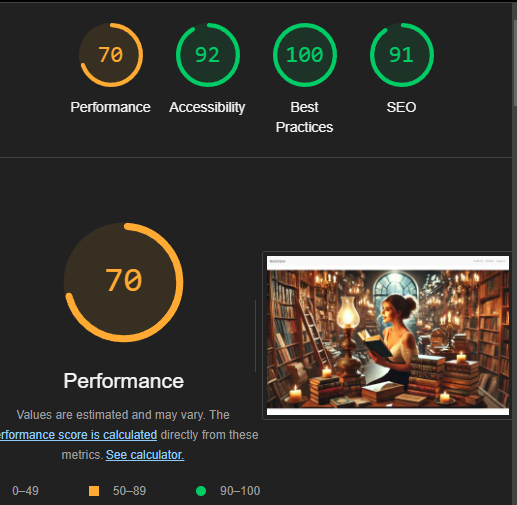 70
92
100
91
Performance
Accessibility
Best
Practices
SEO
70
Performance
Values are estimated and may vary. The
erformance score is calculated directly from these
metrics. See calculator.
0–49
50–89
90–100